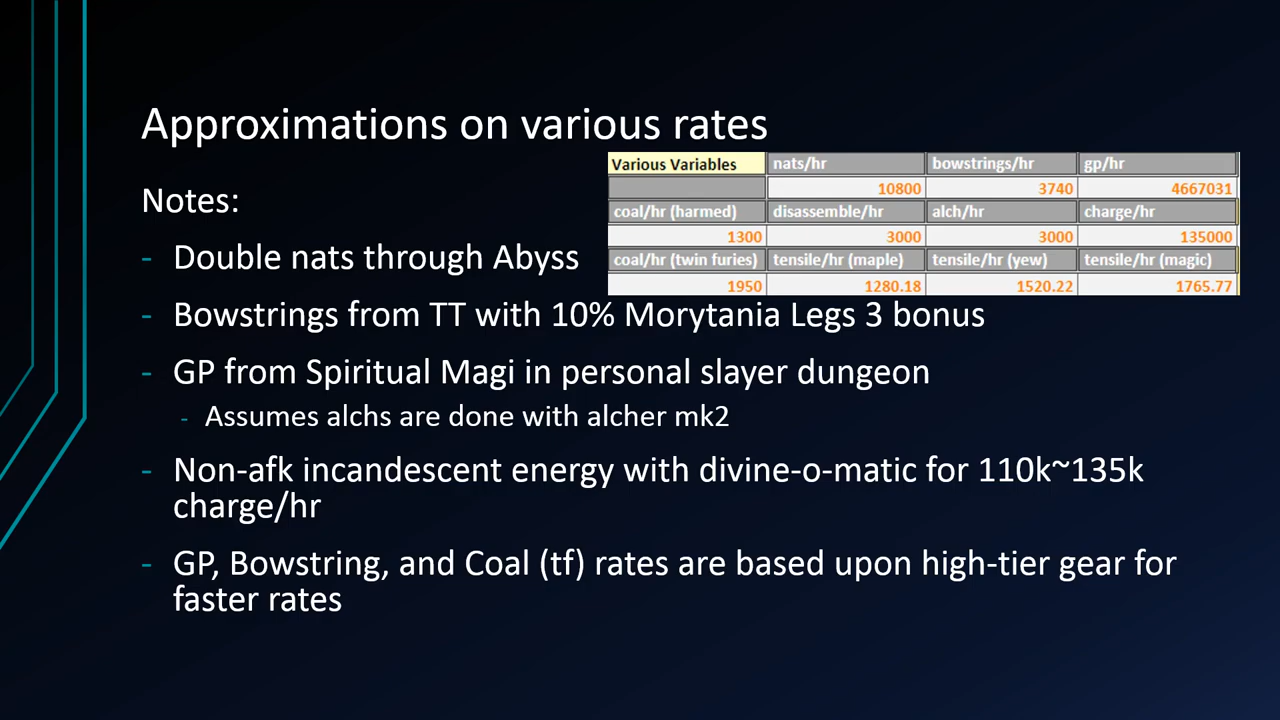 Approximations on various rates
Various Variables nats/hr bowstrings/hr gp/hr
10800 3740 4667031
coal/hr (harmed) disassemble/hr alch/hr charge/hr
1300 3000 3000 135000
coal/hr (twin furies) tensile/hr (maple) tensile/hr (yew) tensile/hr (magic)
1950 1280.18 1520.22 1765.77
Notes:
- Double nats through Abyss
- Bowstrings from TT with 10% Morytania Legs 3 bonus
- GP from Spiritual Magi in personal slayer dungeon
- Assumes alchs are done with alcher mk2
- Non-afk incandescent energy with divine-o-matic for 110k~135k
charge/hr
- GP, Bowstring, and Coal (tf) rates are based upon high-tier gear for
faster rates